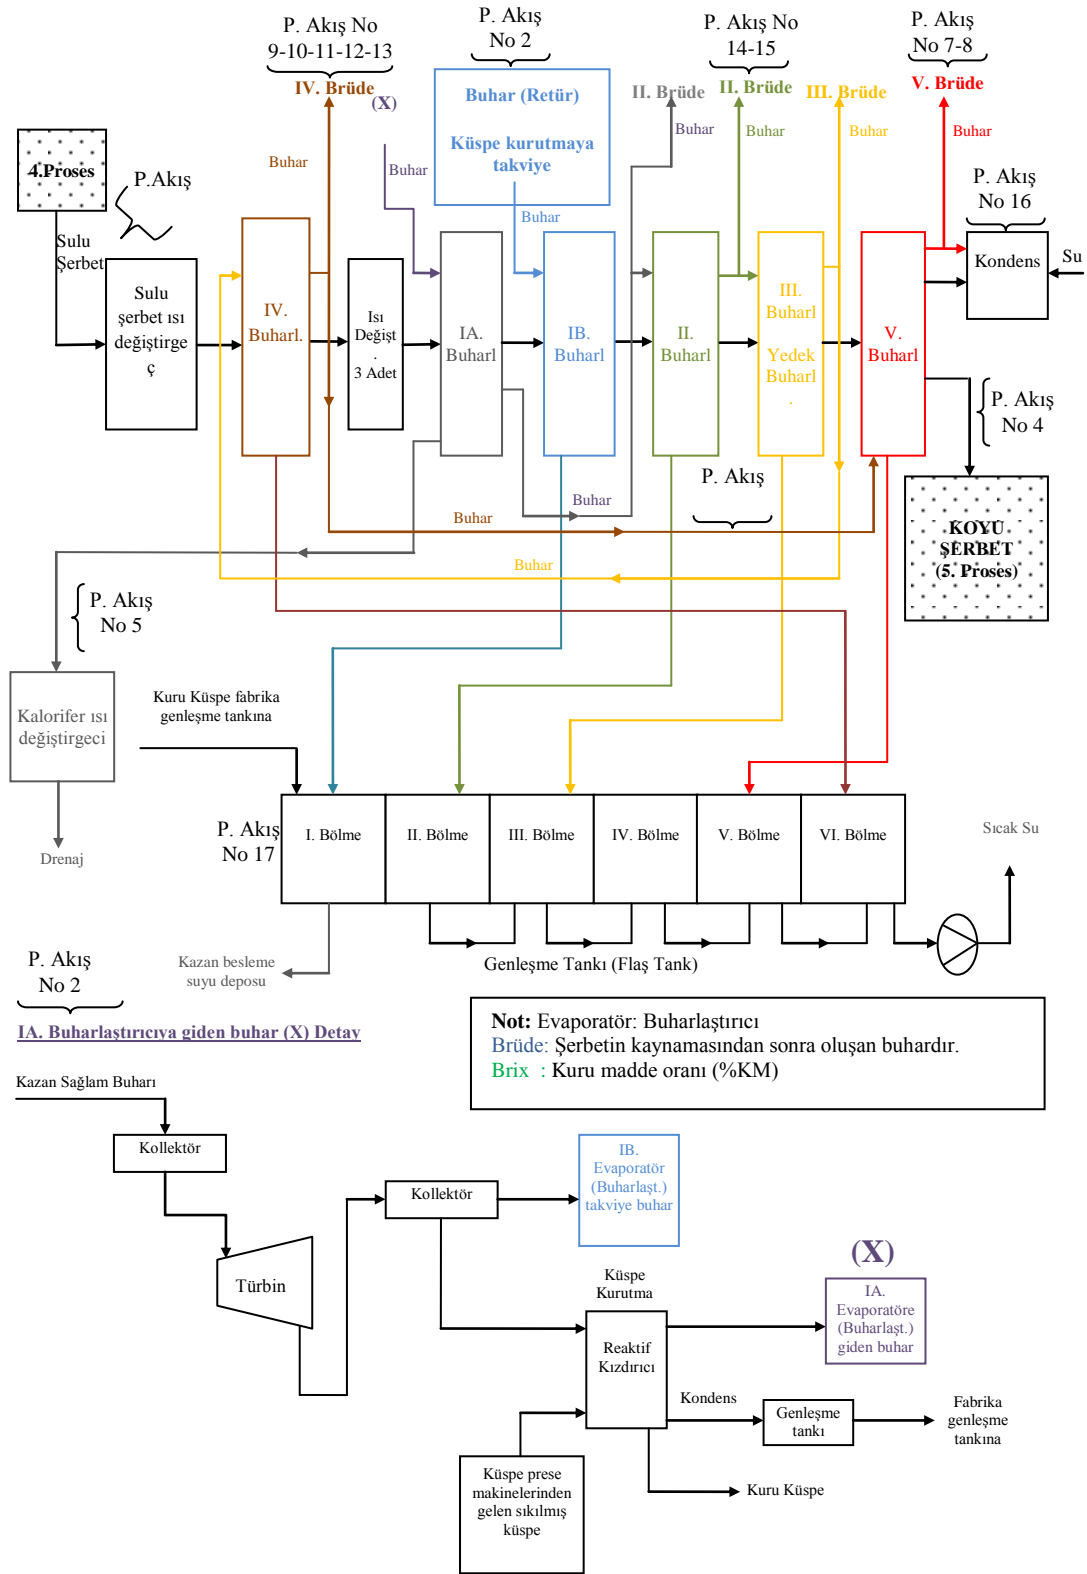 P. Akış No
9-10-11-12-13
P. Akış
No 2
P. Akış No
14-15
P. Akış
No 7-8
IV. Brüde
(X)
Buhar (Retür)
Küspe kurutmaya
takviye
II. Brüde
II. Brüde
III. Brüde
V. Brüde
Buhar
Buhar
Buhar
Buhar
Buhar
Buhar
Buhar
4.Proses
P.Akış
P. Akış
No 16
Sulu
Şerbet
Sulu
şerbet ısı
değiştirge
ç
IV.
Buharl.
Isı
Değişt
.
3 Adet
IA.
Buharl
IB.
Buharl
II.
Buharl
III.
Buharl
Yedek
Buharl
.
V.
Buharl
Kondens
Su
P. Akış
No 4
P. Akış
Buhar
Buhar
Buhar
KOYU
ŞERBET
(5. Proses)
P. Akış
No 5
Kalorifer ısı
değiştirgeci
Drenaj
Kuru Küspe fabrika
genleşme tankına
P. Akış
No 17
I. Bölme
II. Bölme
III. Bölme
IV. Bölme
V. Bölme
VI. Bölme
Sıcak Su
Kazan besleme
suyu deposu
Genleşme Tankı (Flaş Tank)
P. Akış
No 2
IA. Buharlaştırıcıya giden buhar (X) Detay
Not: Evaporatör: Buharlaştırıcı
Brüde: Şerbetin kaynamasından sonra oluşan buhardır.
Brix : Kuru madde oranı (%KM)
Kazan Sağlam Buharı
Kollektör
Türbin
Kollektör
IB.
Evaporatör
(Buharlaşt.)
takviye buhar
(X)
Küspe
Kurutma
Reaktif
Kızdırıcı
IA.
Evaporatöre
(Buharlaşt.)
giden buhar
Kondens
Genleşme
tankı
Fabrika
genleşme
tankına
Küspe prese
makinelerinden
gelen sıkılmış
küspe
Kuru Küspe